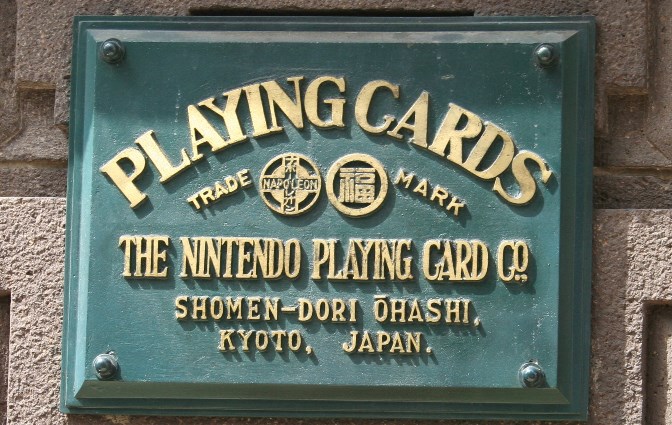 PLAYING CARDS
TRADE NAPOLEON 福 MARK
THE NINTENDO PLAYING CARD CO.,
SHOMEN-DORI ŌHASHI,
KYOTO, JAPAN.